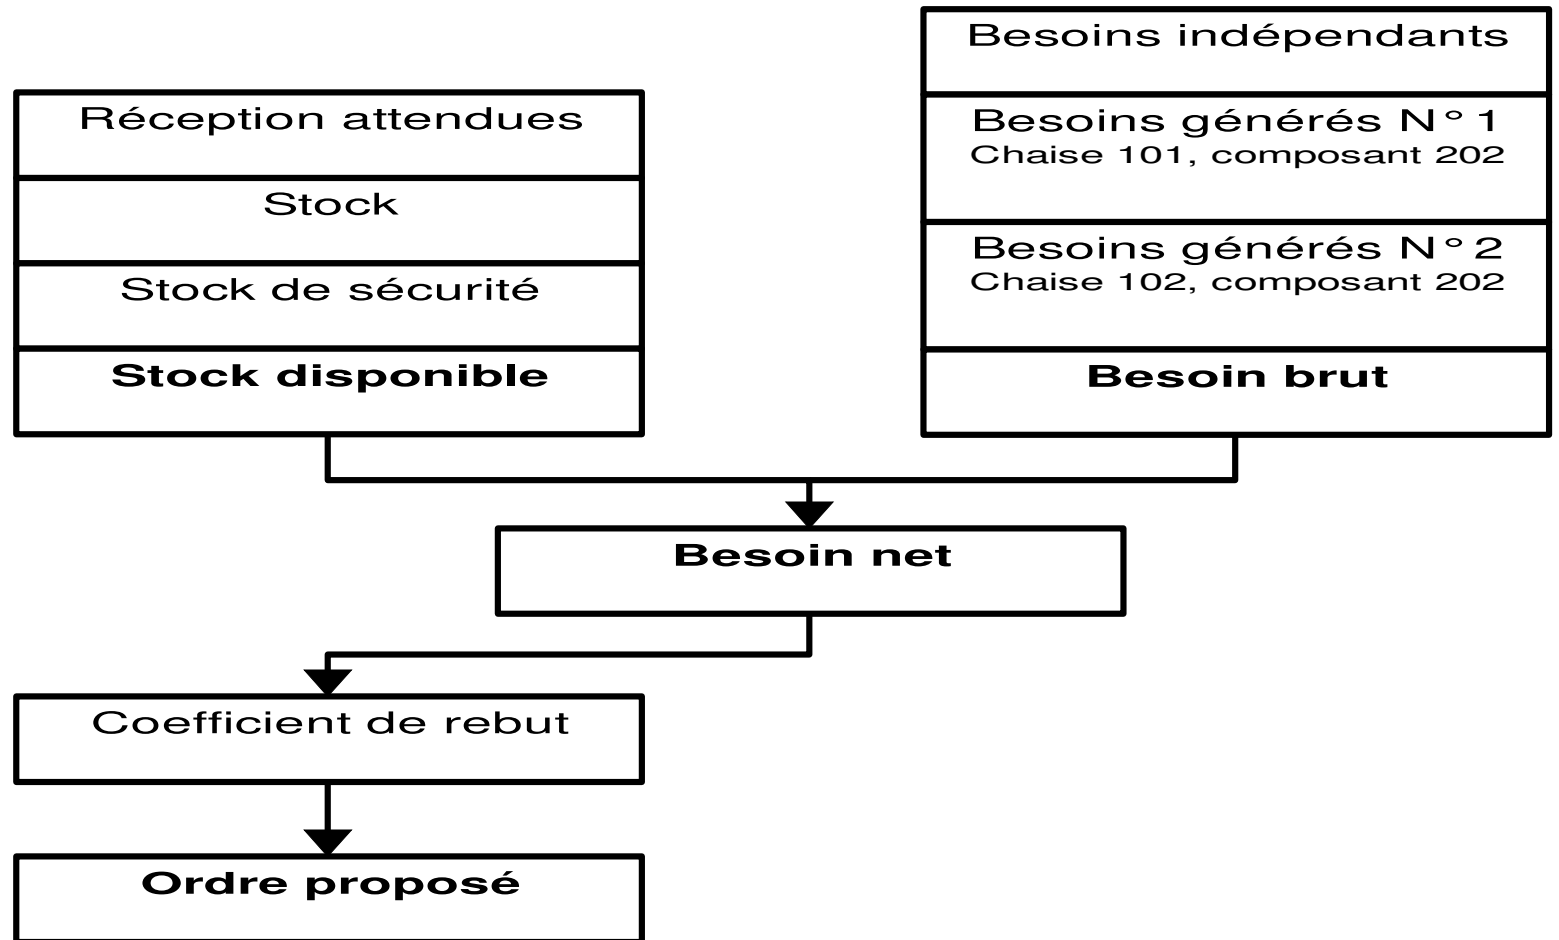 Réception attendues
Stock
Stock de sécurité
Stock disponible
Besoins indépendants
Besoins générés N°1
Chaise 101, composant 202
Besoins générés N°2
Chaise 102, composant 202
Besoin brut
Besoin net
Coefficient de rebut
Ordre proposé